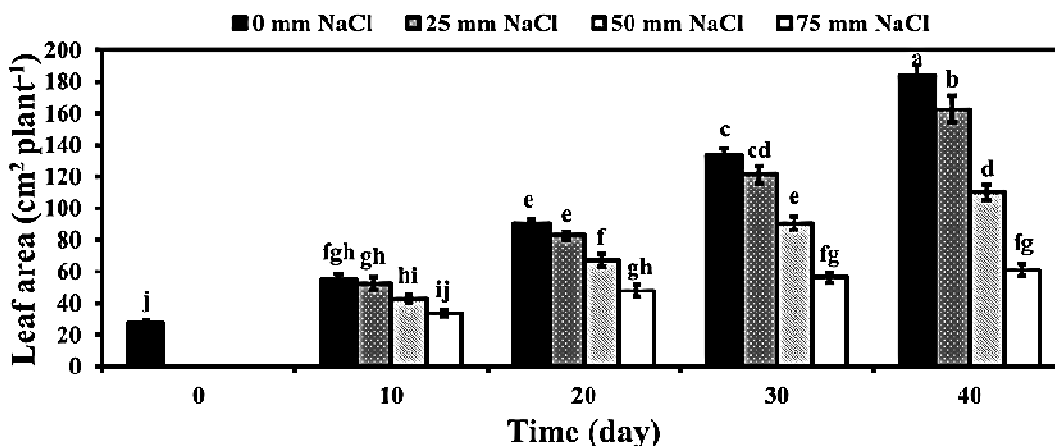 0 mm NaCl 25 mm NaCl 50 mm NaCl 75 mm NaCl
Leaf area (cm² plant⁻¹)
200
180
160
140
120
100
80
60
40
20
0
j
fgh gh hi ij
e e f gh
c cd e fg
a b d fg
0 10 20 30 40
Time (day)